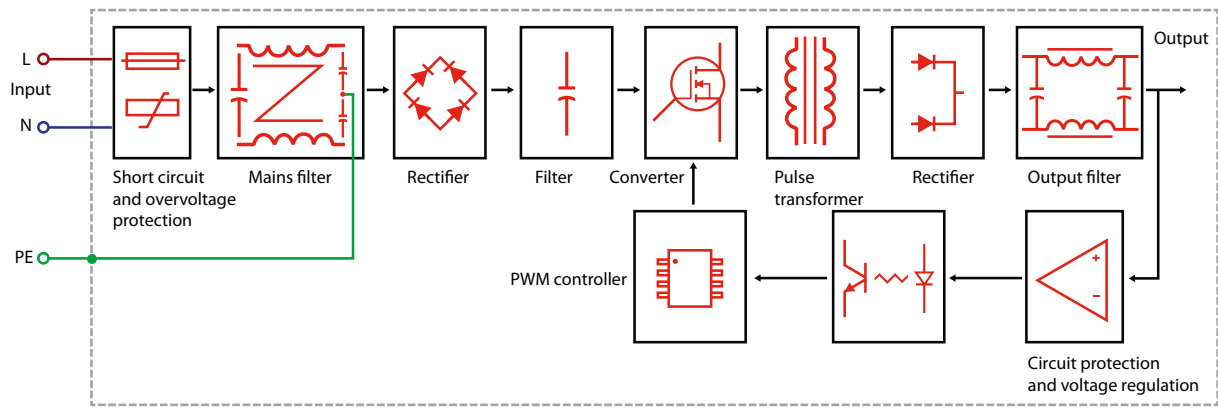 L
Input
N
PE
Output
Short circuit
and overvoltage
protection
Mains filter
Rectifier
Filter
Converter
Pulse
transformer
Rectifier
Output filter
PWM controller
+
−
Circuit protection
and voltage regulation